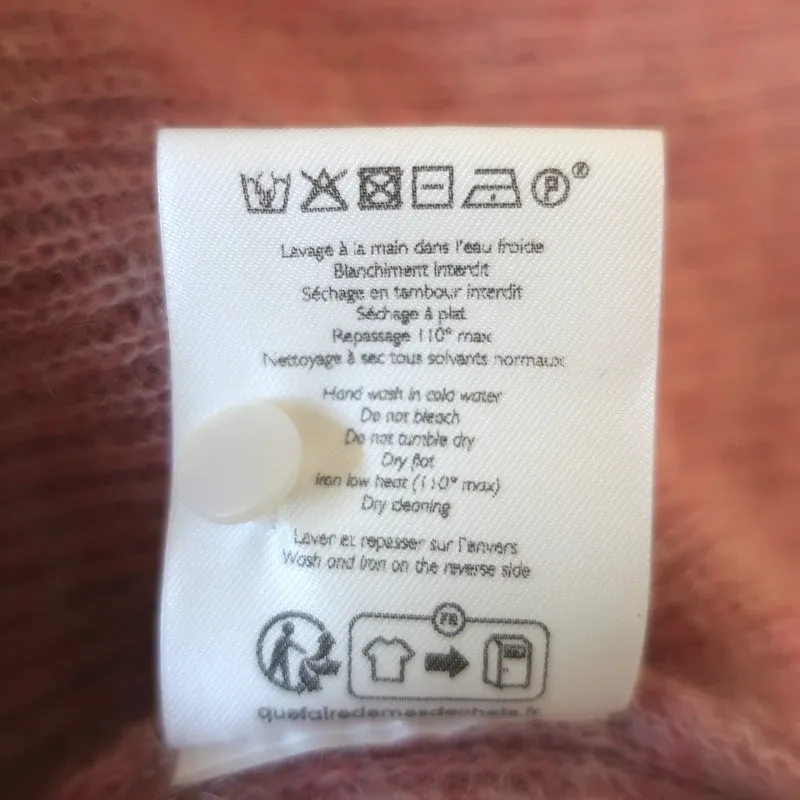 P
®
Lavage à la main dans l'eau froide
Blanchiment interdit
Séchage en tambour interdit
Séchage à plat
Repassage 110° max
Nettoyage à sec tous solvants normaux
Hand wash in cold water
Do not bleach
Do not tumble dry
Dry flat
Iron low heat (110° max)
Dry cleaning
Laver et repasser sur l'envers
Wash and iron on the reverse side
FR
quefairedemesdechets.fr